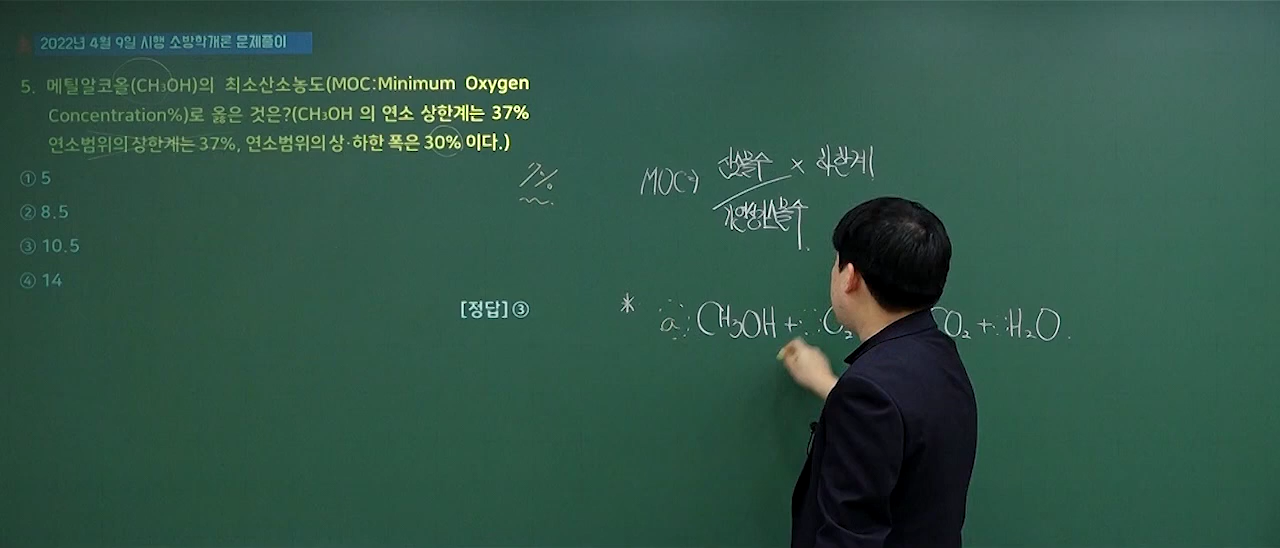 2022년 4월 9일 시행 소방학개론 문제풀이
5. 메틸알코올(CH₃OH)의 최소산소농도(MOC:Minimum Oxygen
Concentration%)로 옳은 것은?(CH₃OH 의 연소 상한계는 37%
연소범위의 상한계는 37%, 연소범위의 상·하한 폭은 30% 이다.)
① 5
② 8.5
③ 10.5
④ 14
[정답] ③
7%
MOC⇒ 산소몰수 × 하한계
가연성가스몰수
* a CH₃OH + O₂ CO₂ + H₂O